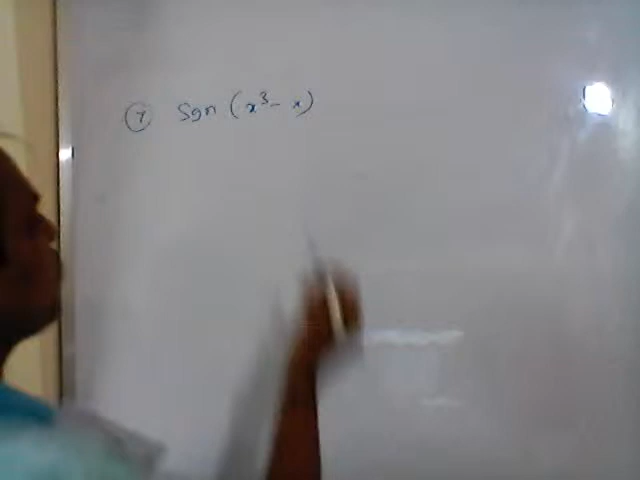 ⑦ Sgn (x³ - x)